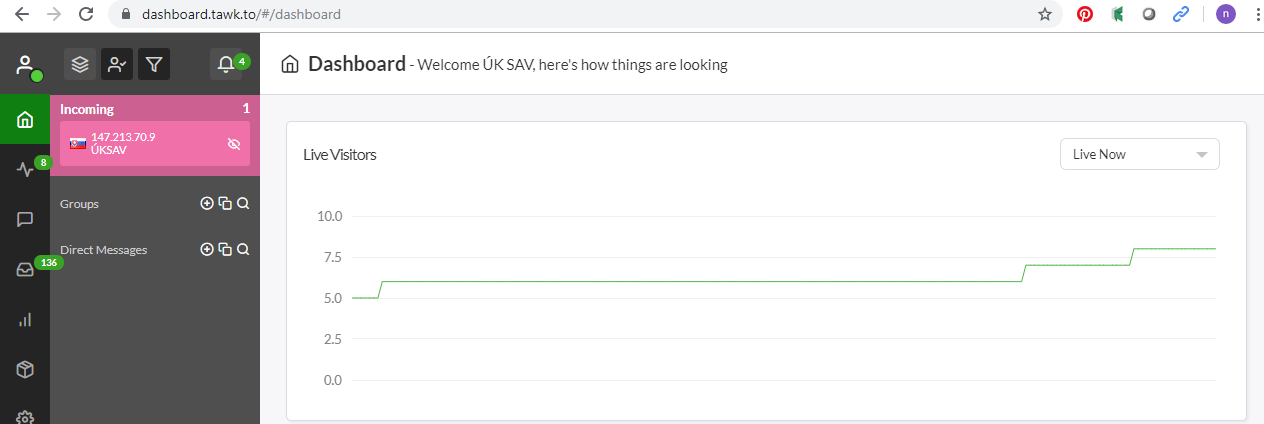 dashboard.tawk.to/#/dashboard
n
4
Dashboard - Welcome ÚK SAV, here's how things are looking
Incoming 1
147.213.70.9
ÚKSAV
8
Groups
Direct Messages
136
Live Visitors
Live Now
10.0
7.5
5.0
2.5
0.0